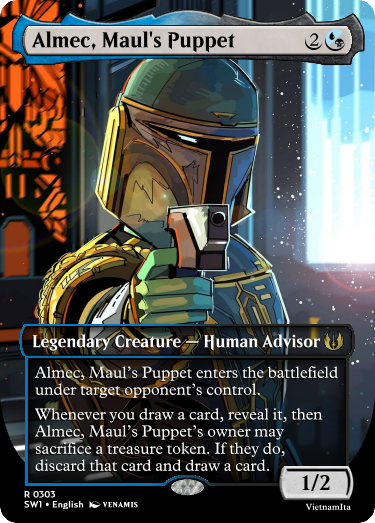 Almec, Maul's Puppet 2
Legendary Creature — Human Advisor
Almec, Maul's Puppet enters the battlefield
under target opponent's control.
Whenever you draw a card, reveal it, then
Almec, Maul's Puppet's owner may
sacrifice a treasure token. If they do,
discard that card and draw a card.
1/2
R 0303
SW1 • English VENAMIS
VietnamIta